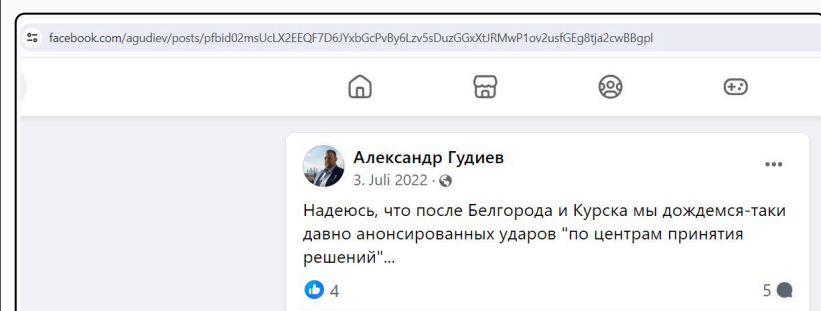 facebook.com/agudiev/posts/pfbid02msUcLX2EEQF7D6JYxbGcPvBy6Lzv5sDuzGGxXtJRMwP1ov2usfGEg8tja2cwBBgpl
Александр Гудиев
3. Juli 2022 ·
Надеюсь, что после Белгорода и Курска мы дождемся-таки
давно анонсированных ударов "по центрам принятия
решений"...
4 5